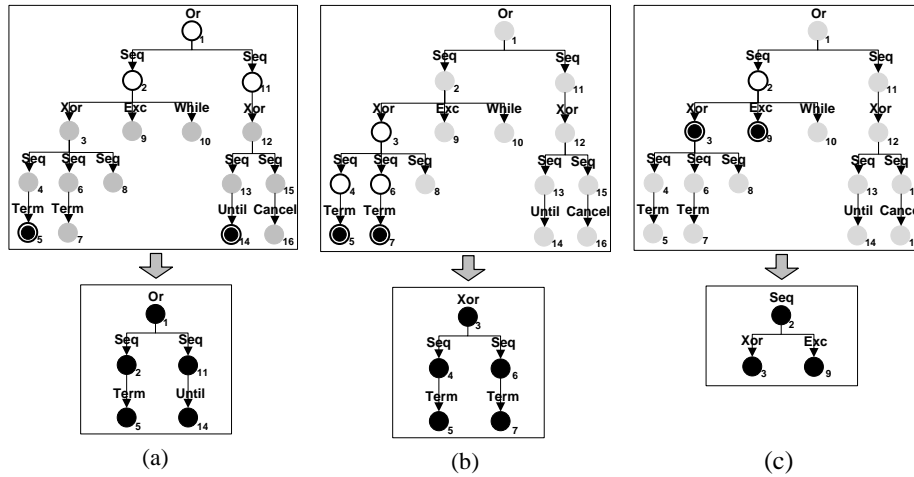 Or
1
Seq Seq
2 11
Xor Exc While Xor
3 9 10 12
Seq Seq Seq Seq Seq
4 6 8 13 15
Term Term Until Cancel
5 7 14 16
Or
1
Seq Seq
2 11
Term Until
5 14
(a)
Or
1
Seq Seq
2 11
Xor Exc While Xor
3 9 10 12
Seq Seq Seq Seq Seq
4 6 8 13 15
Term Term Until Cancel
5 7 14 16
Xor
3
Seq Seq
4 6
Term Term
5 7
(b)
Or
1
Seq Seq
2 11
Xor Exc While Xor
3 9 10 12
Seq Seq Seq Seq Seq
4 6 8 13 1
Term Term Until Cancel
5 7 14 1
Seq
2
Xor Exc
3 9
(c)